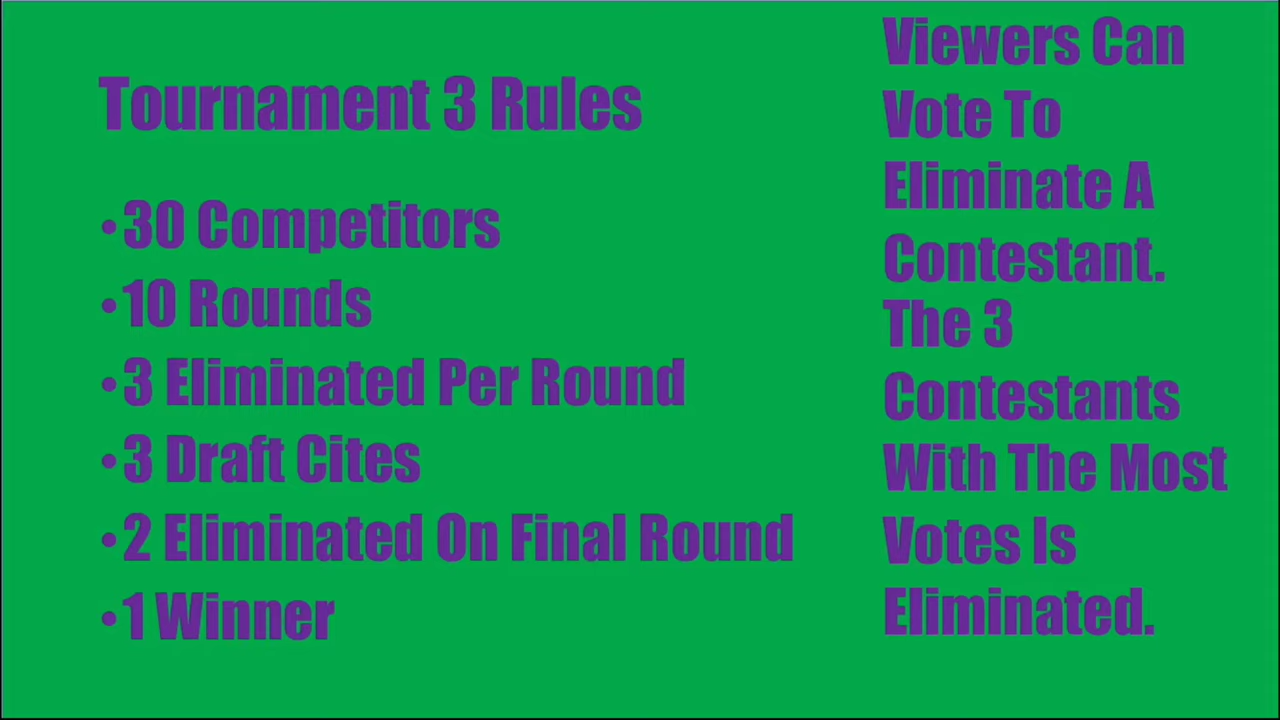 Tournament 3 Rules
•30 Competitors
•10 Rounds
•3 Eliminated Per Round
•3 Draft Cites
•2 Eliminated On Final Round
•1 Winner
Viewers Can
Vote To
Eliminate A
Contestant.
The 3
Contestants
With The Most
Votes Is
Eliminated.